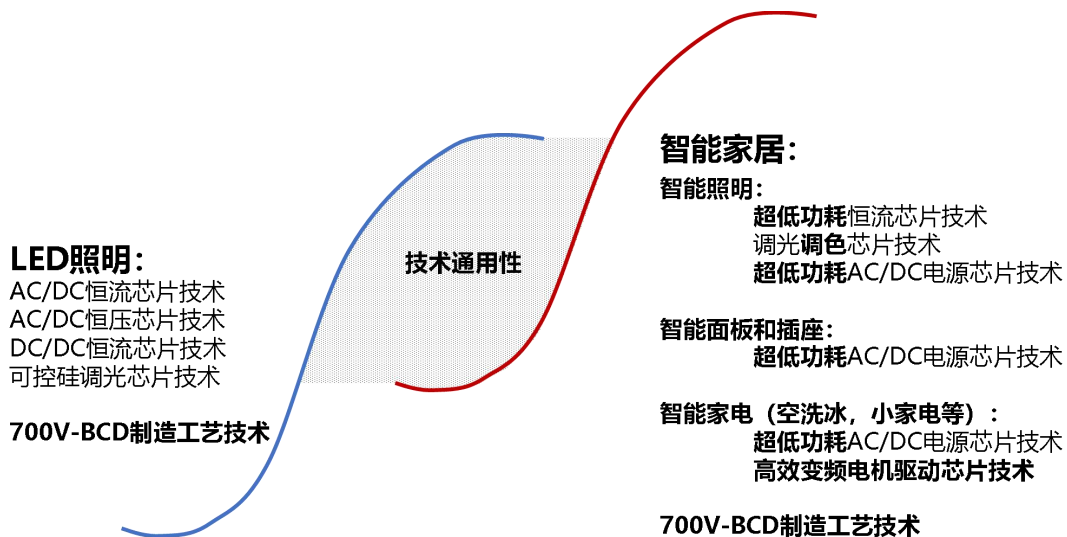 LED照明：
AC/DC恒流芯片技术
AC/DC恒压芯片技术
DC/DC恒流芯片技术
可控硅调光芯片技术
700V-BCD制造工艺技术
技术通用性
智能家居：
智能照明：
超低功耗恒流芯片技术
调光调色芯片技术
超低功耗AC/DC电源芯片技术
智能面板和插座：
超低功耗AC/DC电源芯片技术
智能家电（空洗冰，小家电等）：
超低功耗AC/DC电源芯片技术
高效变频电机驱动芯片技术
700V-BCD制造工艺技术